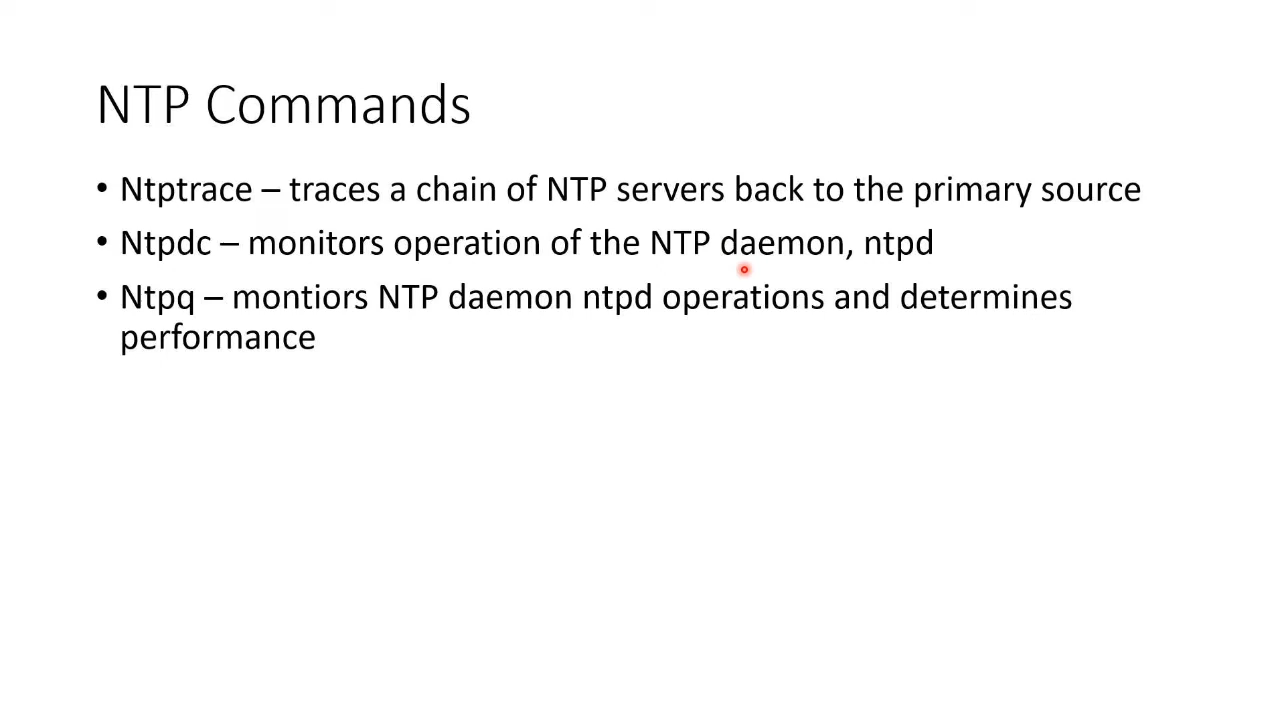 NTP Commands
• Ntptrace – traces a chain of NTP servers back to the primary source
• Ntpdc – monitors operation of the NTP daemon, ntpd
• Ntpq – montiors NTP daemon ntpd operations and determines
performance